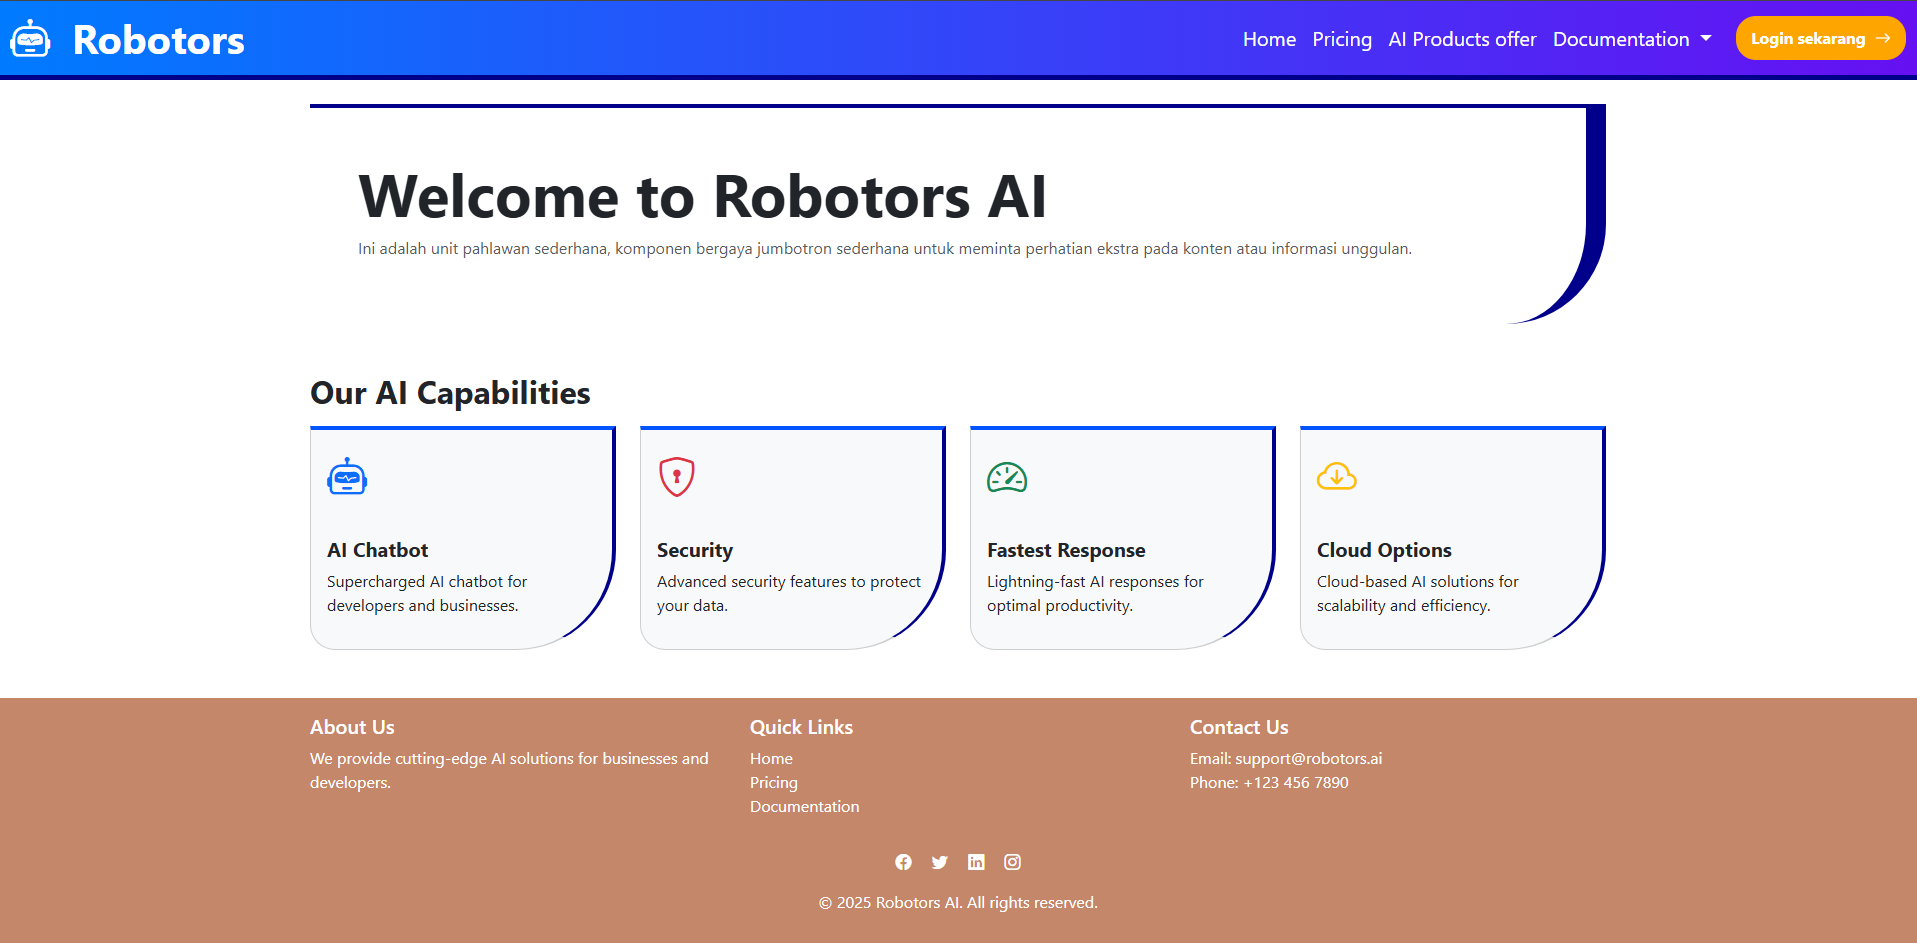 Robotors
Home Pricing AI Products offer Documentation Login sekarang
Welcome to Robotors AI
Ini adalah unit pahlawan sederhana, komponen bergaya jumbotron sederhana untuk meminta perhatian ekstra pada konten atau informasi unggulan.
Our AI Capabilities
AI Chatbot
Supercharged AI chatbot for
developers and businesses.
Security
Advanced security features to protect
your data.
Fastest Response
Lightning-fast AI responses for
optimal productivity.
Cloud Options
Cloud-based AI solutions for
scalability and efficiency.
About Us
We provide cutting-edge AI solutions for businesses and
developers.
Quick Links
Home
Pricing
Documentation
Contact Us
Email: support@robotors.ai
Phone: +123 456 7890
© 2025 Robotors AI. All rights reserved.